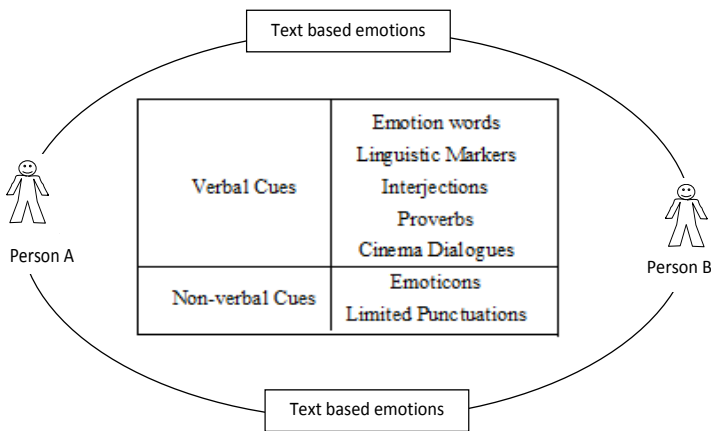 Text based emotions
Verbal Cues
Emotion words
Linguistic Markers
Interjections
Proverbs
Cinema Dialogues
Non-verbal Cues
Emoticons
Limited Punctuations
Person A
Person B
Text based emotions